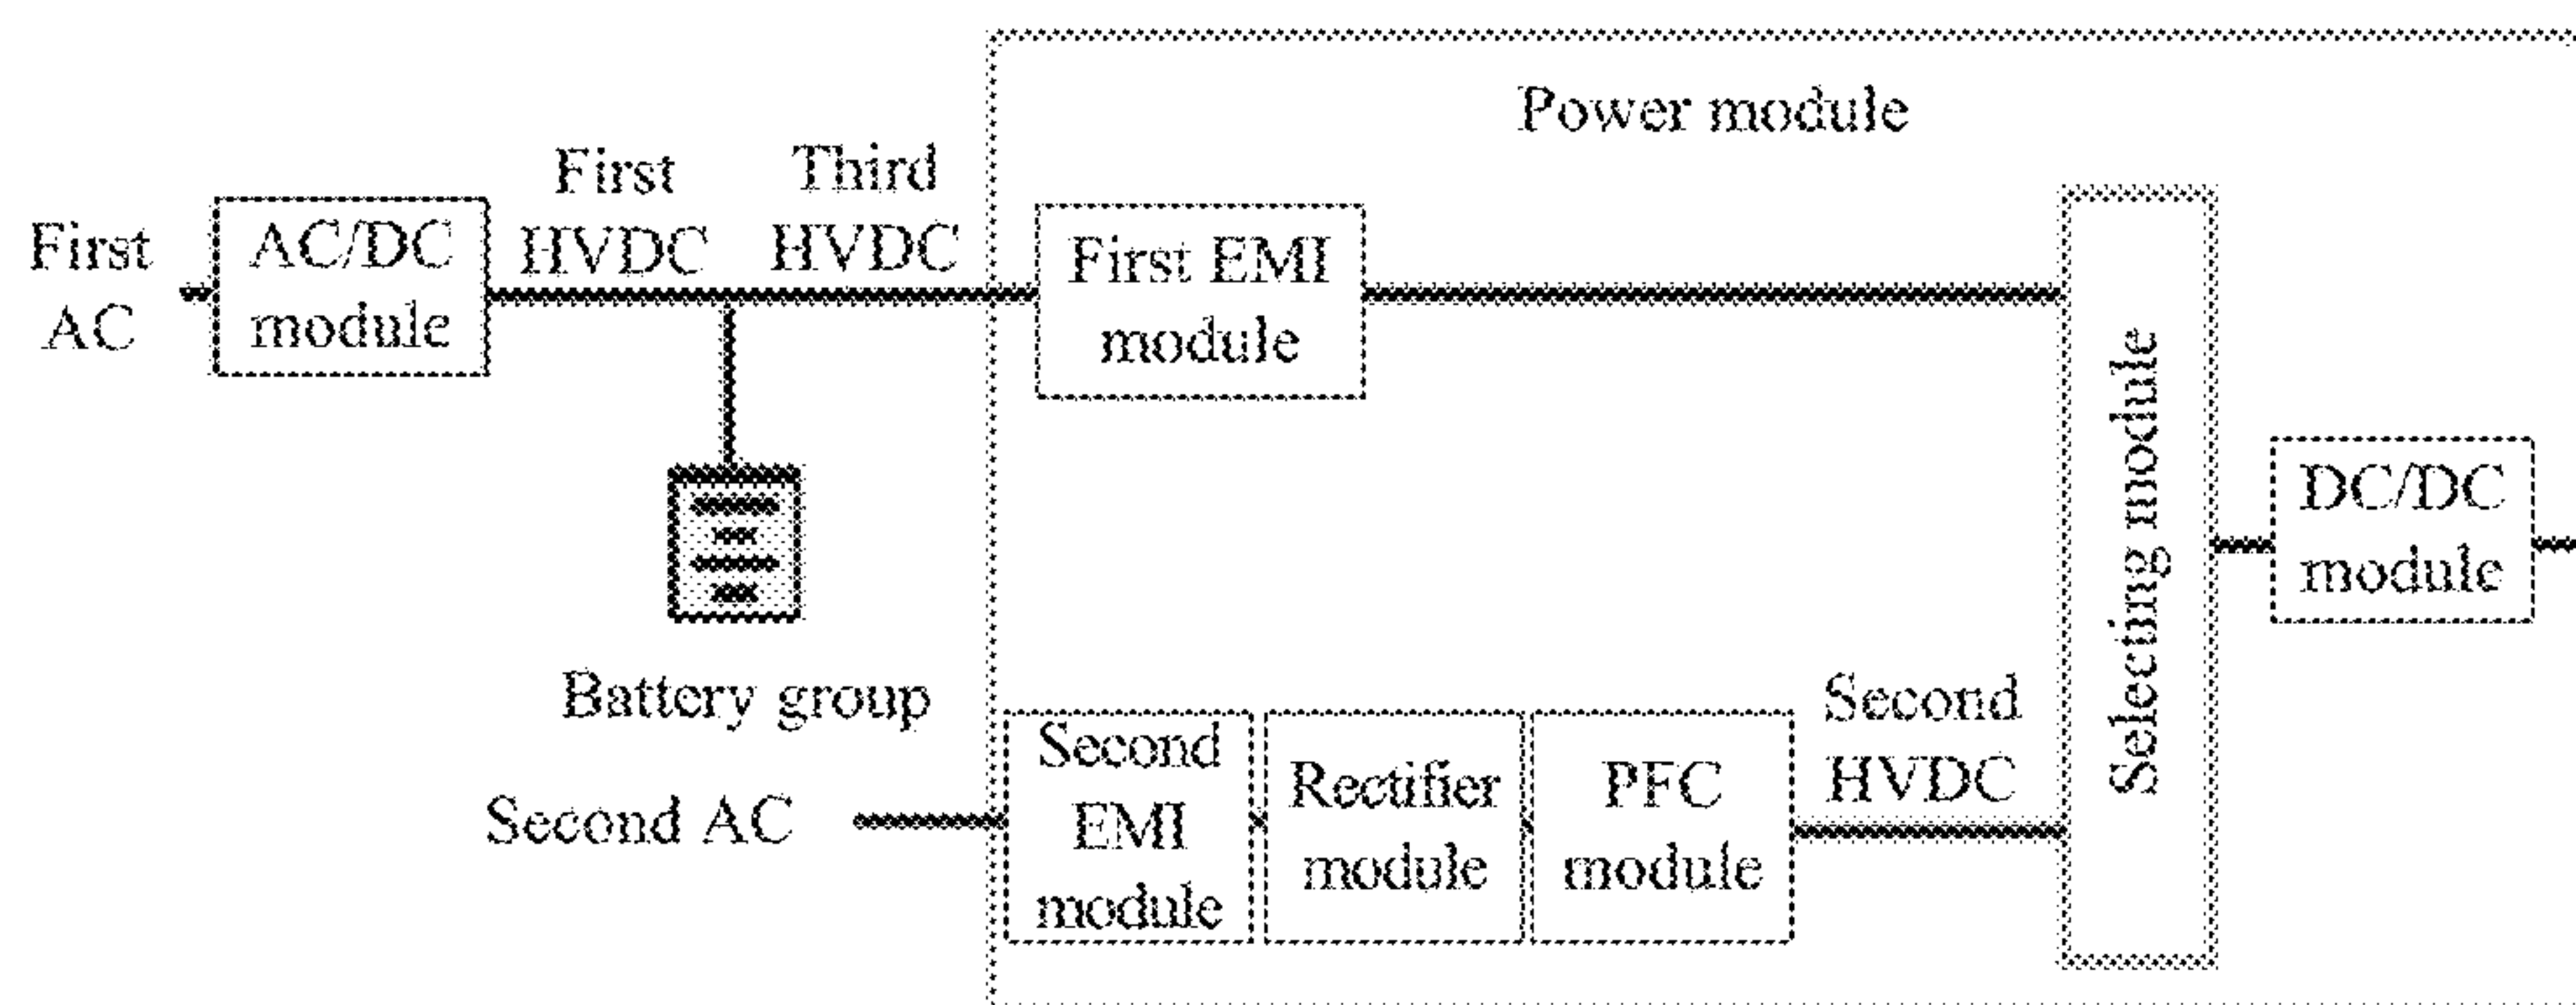 Power module
First
AC
AC/DC
module
First
HVDC
Third
HVDC
First EMI
module
Selecting module
DC/DC
module
Battery group
Second AC
Second
EMI
module
Rectifier
module
PFC
module
Second
HVDC